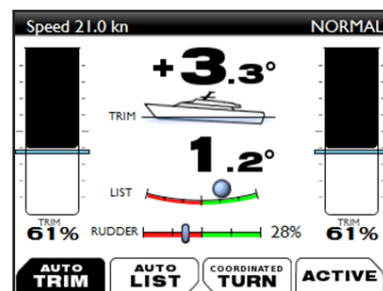 Speed 21.0 kn NORMAL
+3.3°
TRIM
1.2°
LIST
TRIM
61%
RUDDER 28%
TRIM
61%
AUTO
TRIM
AUTO
LIST
COORDINATED
TURN
ACTIVE